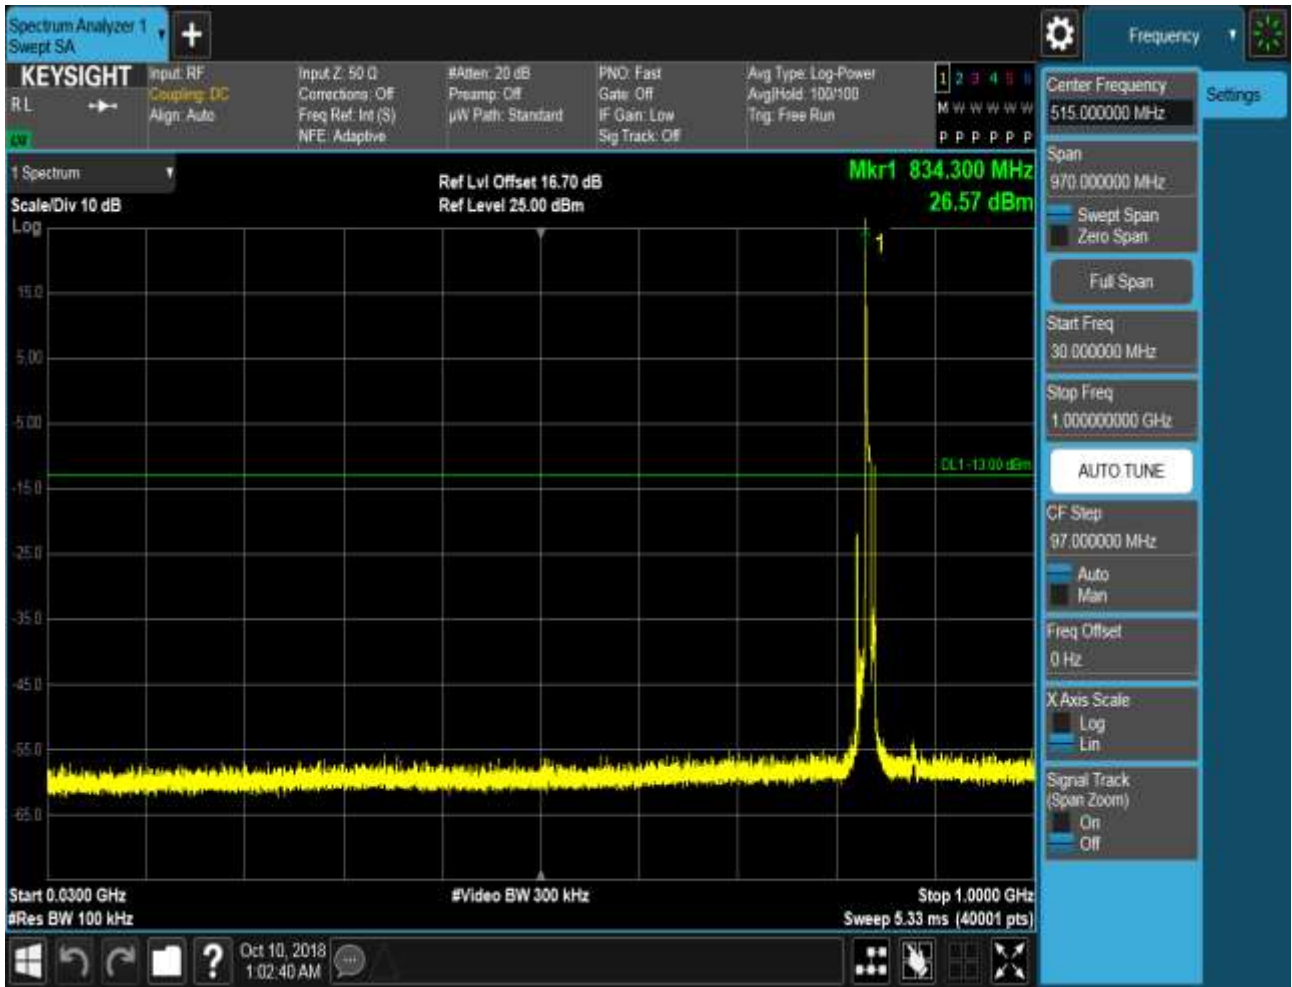 Spectrum Analyzer 1
Swept SA
Frequency
KEYSIGHT
Input: RF
Coupling: DC
Align: Auto
Input Z: 50 Ω
Corrections: Off
Freq Ref: Int (S)
NFE: Adaptive
#Atten: 20 dB
Preamp: Off
µW Path: Standard
PNO: Fast
Gate: Off
IF Gain: Low
Sig Track: Off
Avg Type: Log-Power
Avg|Hold: 100/100
Trig: Free Run
1 2 3 4 5 6
M W W W W W
P P P P P P
R L
1 Spectrum
Scale/Div 10 dB
Log
Ref Lvl Offset 16.70 dB
Ref Level 25.00 dBm
Mkr1 834.300 MHz
26.57 dBm
1
15.0
5.00
-5.00
DL1 -13.00 dBm
-15.0
-25.0
-35.0
-45.0
-55.0
-65.0
Start 0.0300 GHz
#Res BW 100 kHz
#Video BW 300 kHz
Stop 1.0000 GHz
Sweep 5.33 ms (40001 pts)
Center Frequency
515.000000 MHz
Settings
Span
970.000000 MHz
Swept Span
Zero Span
Full Span
Start Freq
30.000000 MHz
Stop Freq
1.000000000 GHz
AUTO TUNE
CF Step
97.000000 MHz
Auto
Man
Freq Offset
0 Hz
X Axis Scale
Log
Lin
Signal Track
(Span Zoom)
On
Off
?
Oct 10, 2018
1:02:40 AM